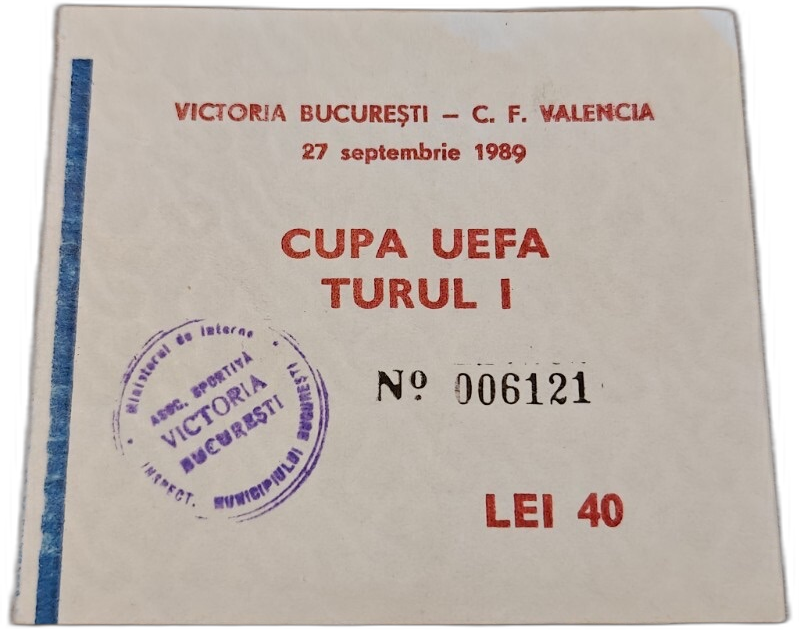 VICTORIA BUCUREȘTI – C. F. VALENCIA
27 septembrie 1989
CUPA UEFA
TURUL I
Nº 006121
Ministerul de Interne
INSPECT. MUNICIPIULUI BUCUREȘTI
ASOC. SPORTIVĂ
VICTORIA
BUCUREȘTI
LEI 40